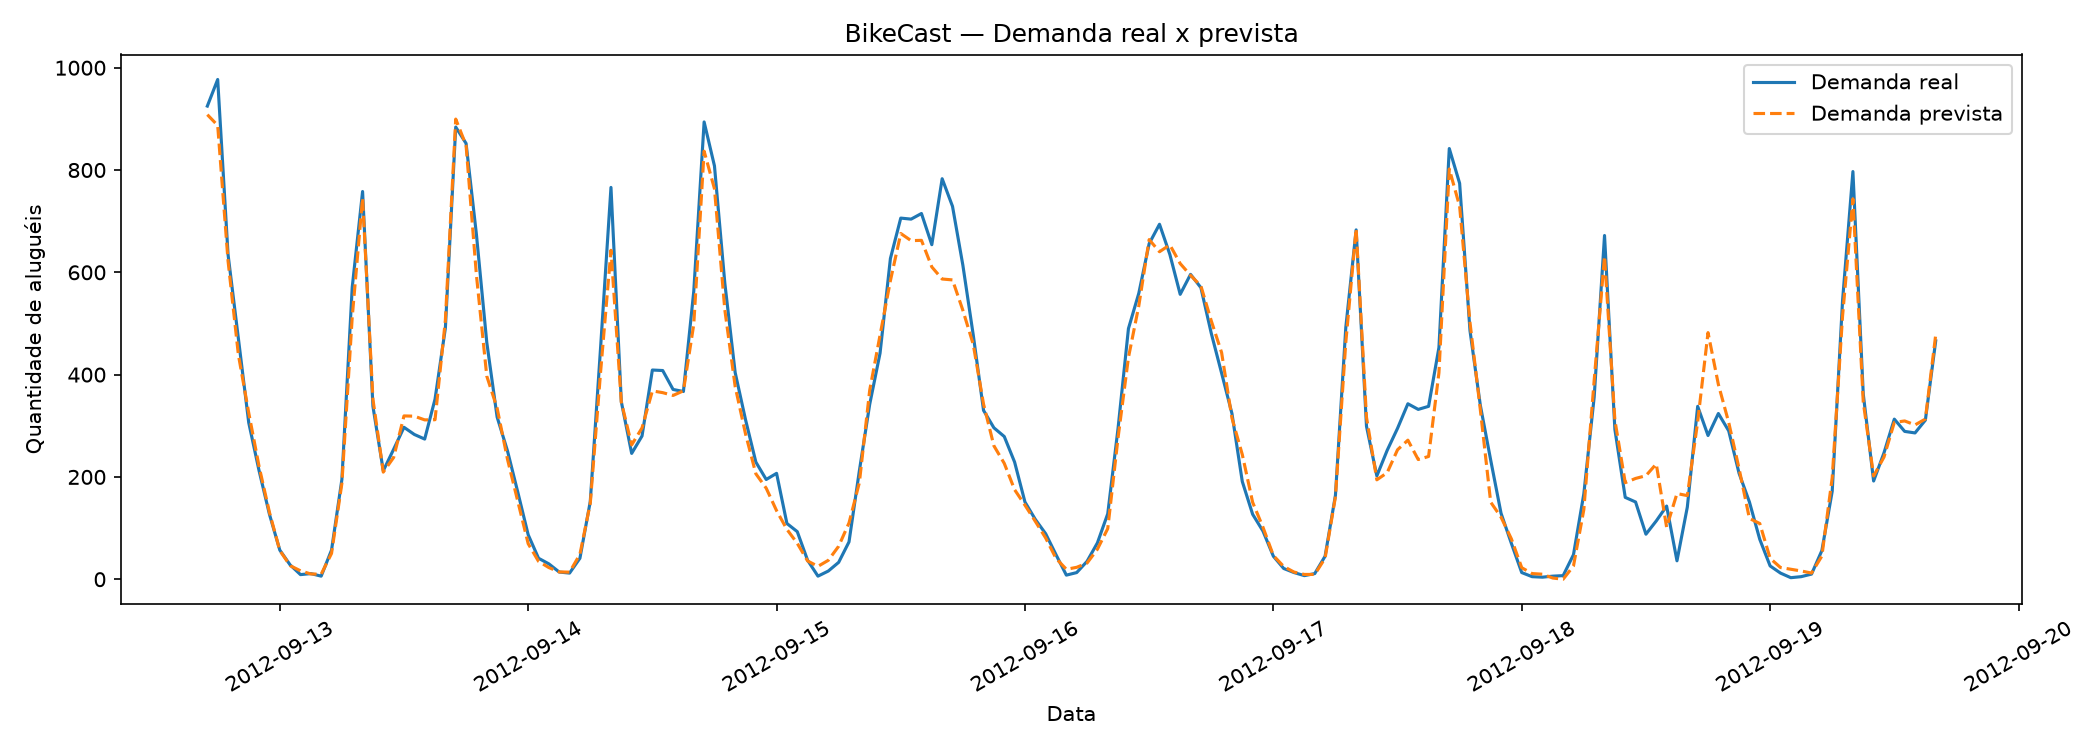 BikeCast — Demanda real x prevista
Demanda real
Demanda prevista
Quantidade de aluguéis
1000
800
600
400
200
0
2012-09-13
2012-09-14
2012-09-15
2012-09-16
2012-09-17
2012-09-18
2012-09-19
2012-09-20
Data